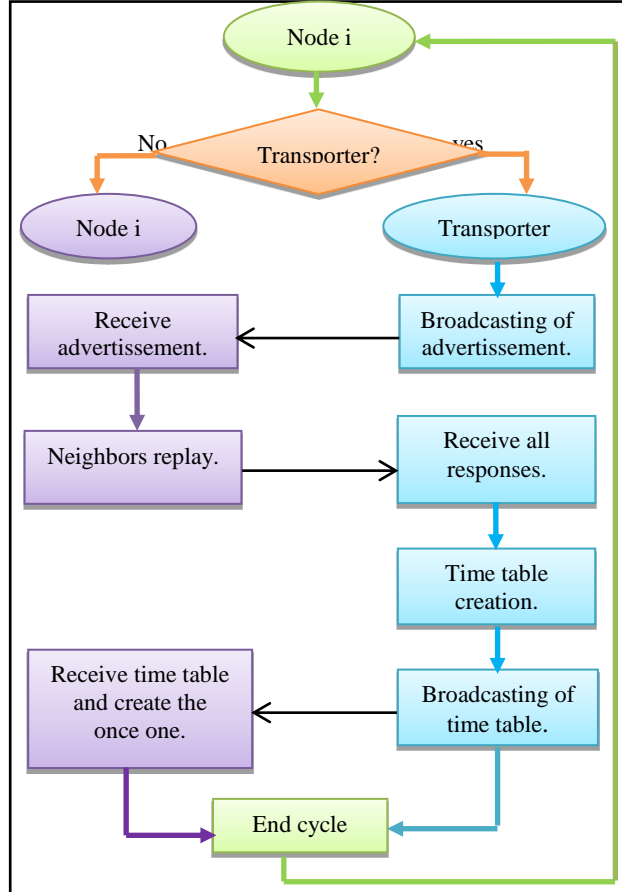 Node i
No
Transporter?
yes
Node i
Transporter
Receive
advertissement.
Broadcasting of
advertissement.
Neighbors replay.
Receive all
responses.
Time table
creation.
Receive time table
and create the
once one.
Broadcasting of
time table.
End cycle